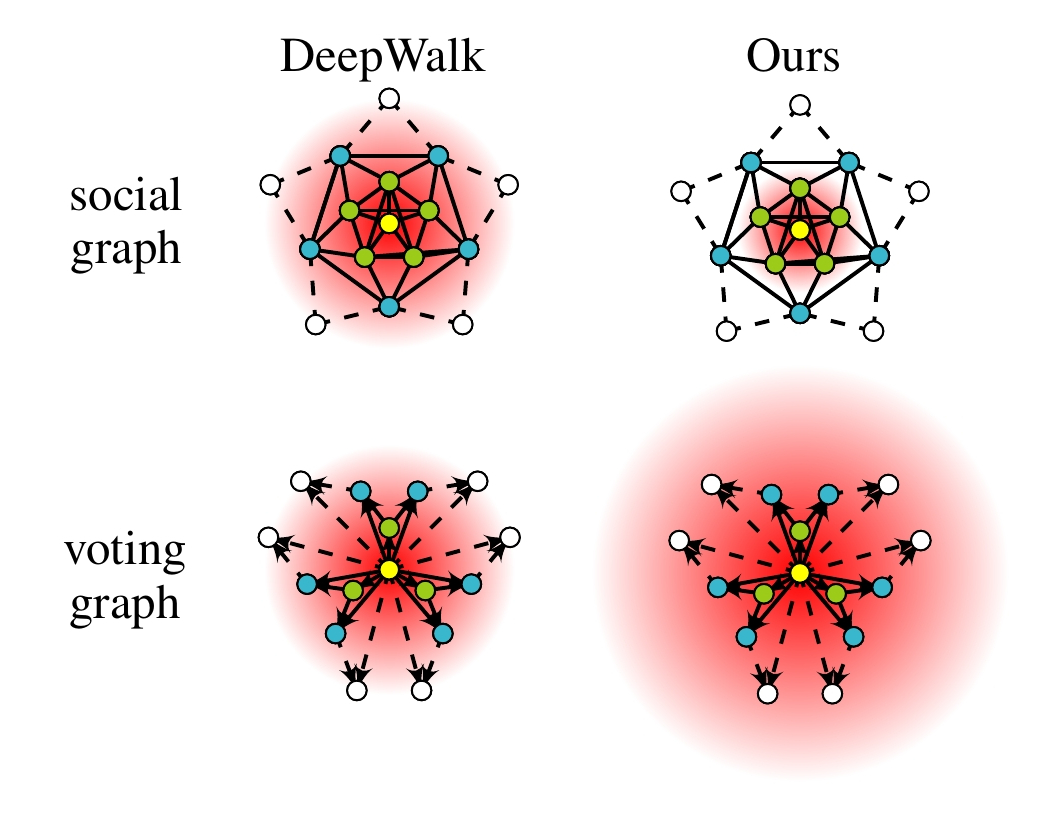 DeepWalk
Ours
social
graph
voting
graph